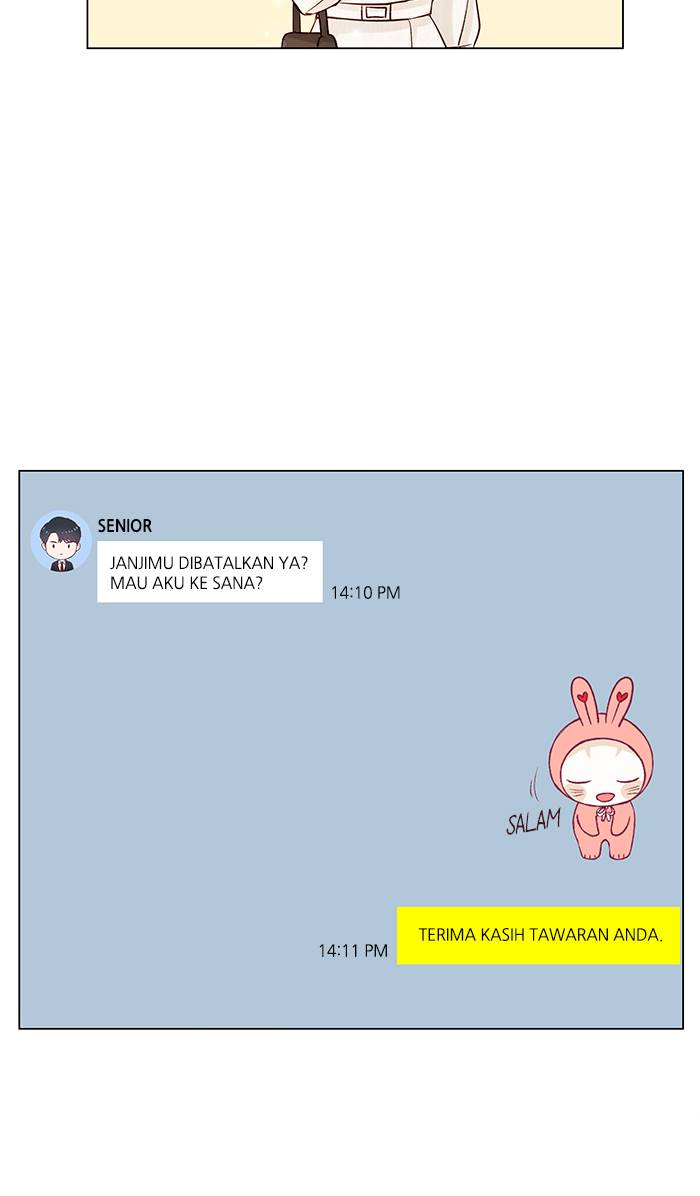 SENIOR
JANJIMU DIBATALKAN YA?
MAU AKU KE SANA?
14:10 PM
SALAM
TERIMA KASIH TAWARAN ANDA.
14:11 PM